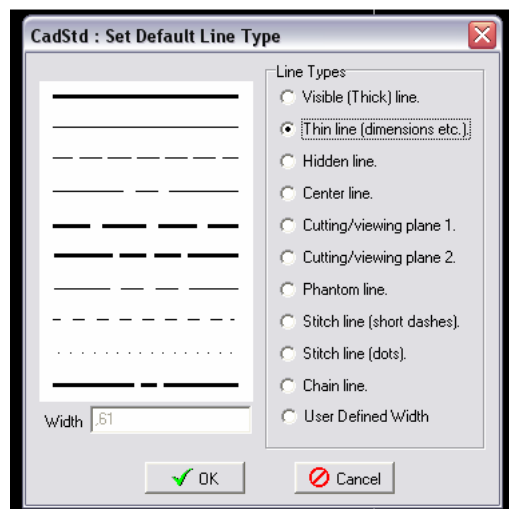 CadStd : Set Default Line Type
Line Types
Visible (Thick) line.
Thin line (dimensions etc.).
Hidden line.
Center line.
Cutting/viewing plane 1.
Cutting/viewing plane 2.
Phantom line.
Stitch line (short dashes).
Stitch line (dots).
Chain line.
User Defined Width
Width ,61
OK
Cancel